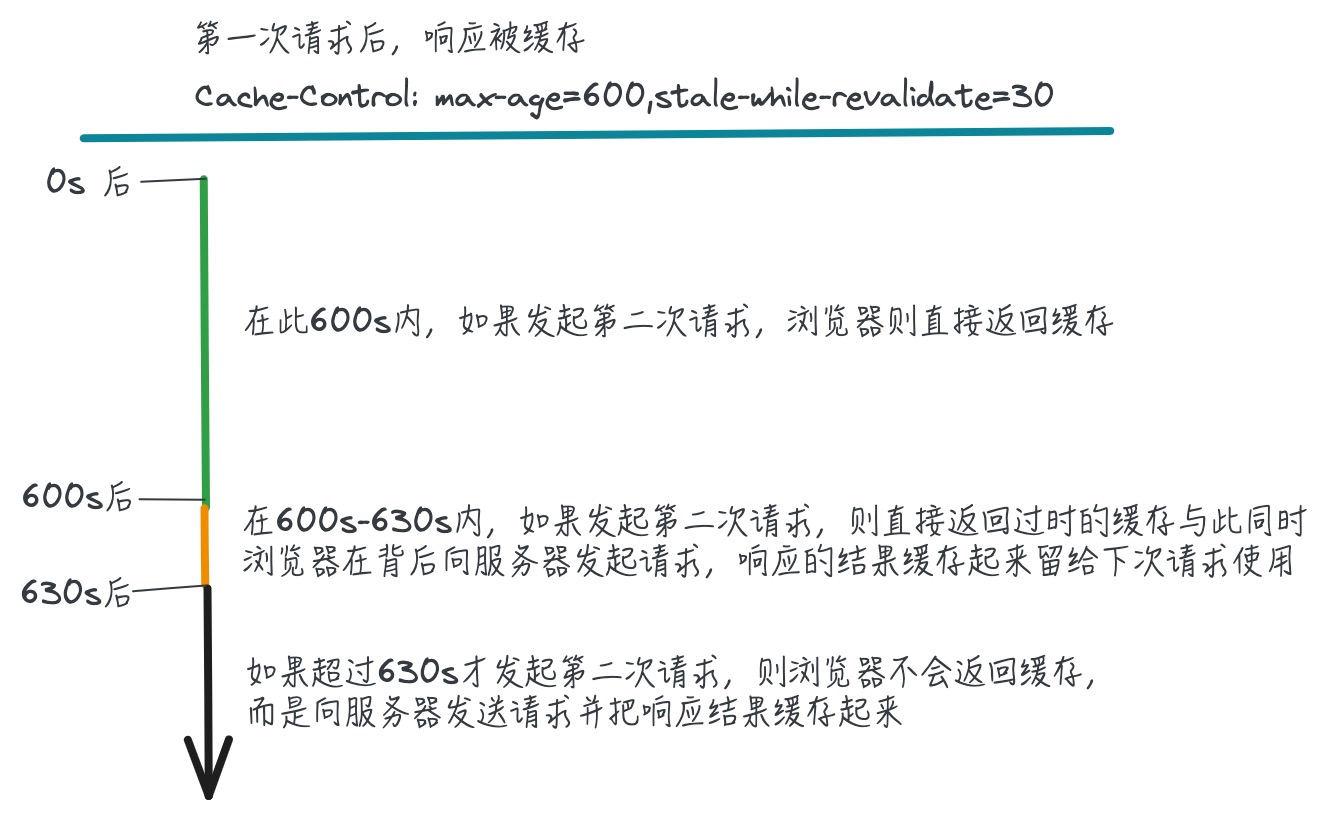 第一次请求后，响应被缓存
Cache-Control: max-age=600,stale-while-revalidate=30
0s 后
在此600s内，如果发起第二次请求，浏览器则直接返回缓存
600s后
在600s-630s内，如果发起第二次请求，则直接返回过时的缓存与此同时
浏览器在背后向服务器发起请求，响应的结果缓存起来留给下次请求使用
630s后
如果超过630s才发起第二次请求，则浏览器不会返回缓存，
而是向服务器发送请求并把响应结果缓存起来